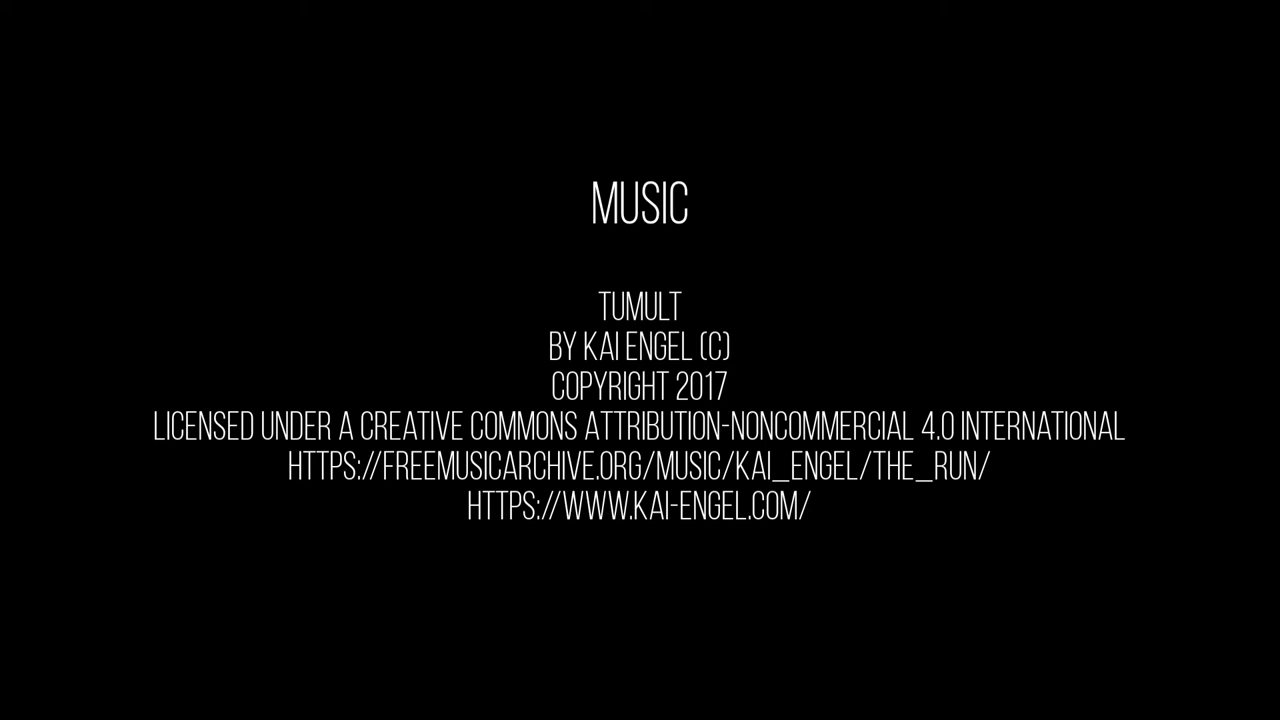 MUSIC
TUMULT
BY KAI ENGEL (C)
COPYRIGHT 2017
LICENSED UNDER A CREATIVE COMMONS ATTRIBUTION-NONCOMMERCIAL 4.0 INTERNATIONAL
HTTPS://FREEMUSICARCHIVE.ORG/MUSIC/KAI_ENGEL/THE_RUN/
HTTPS://WWW.KAI-ENGEL.COM/